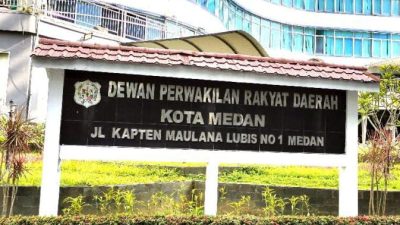 DEWAN PERWAKILAN RAKYAT DAERAH
KOTA MEDAN
JL KAPTEN MAULANA LUBIS NO 1 MEDAN